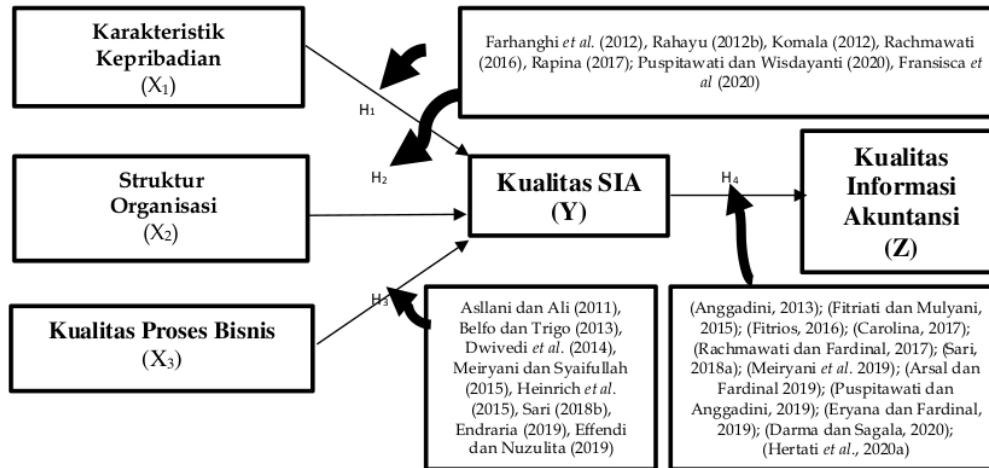 Karakteristik
Kepribadian
(X₁)
Farhanghi et al. (2012), Rahayu (2012b), Komala (2012), Rachmawati
(2016), Rapina (2017); Puspitawati dan Wisdayanti (2020), Fransisca et
al (2020)
H₁
H₂
Struktur
Organisasi
(X₂)
Kualitas SIA
(Y)
H₄
Kualitas
Informasi
Akuntansi
(Z)
H₃
Kualitas Proses Bisnis
(X₃)
Asllani dan Ali (2011),
Belfo dan Trigo (2013),
Dwivedi et al. (2014),
Meiryani dan Syaifullah
(2015), Heinrich et al.
(2015), Sari (2018b),
Endraria (2019), Effendi
dan Nuzulita (2019)
(Anggadini, 2013); (Fitriati dan Mulyani,
2015); (Fitrios, 2016); (Carolina, 2017);
(Rachmawati dan Fardinal, 2017); (Sari,
2018a); (Meiryani et al. 2019); (Arsal dan
Fardinal 2019); (Puspitawati dan
Anggadini, 2019); (Eryana dan Fardinal,
2019); (Darma dan Sagala, 2020);
(Hertati et al., 2020a)